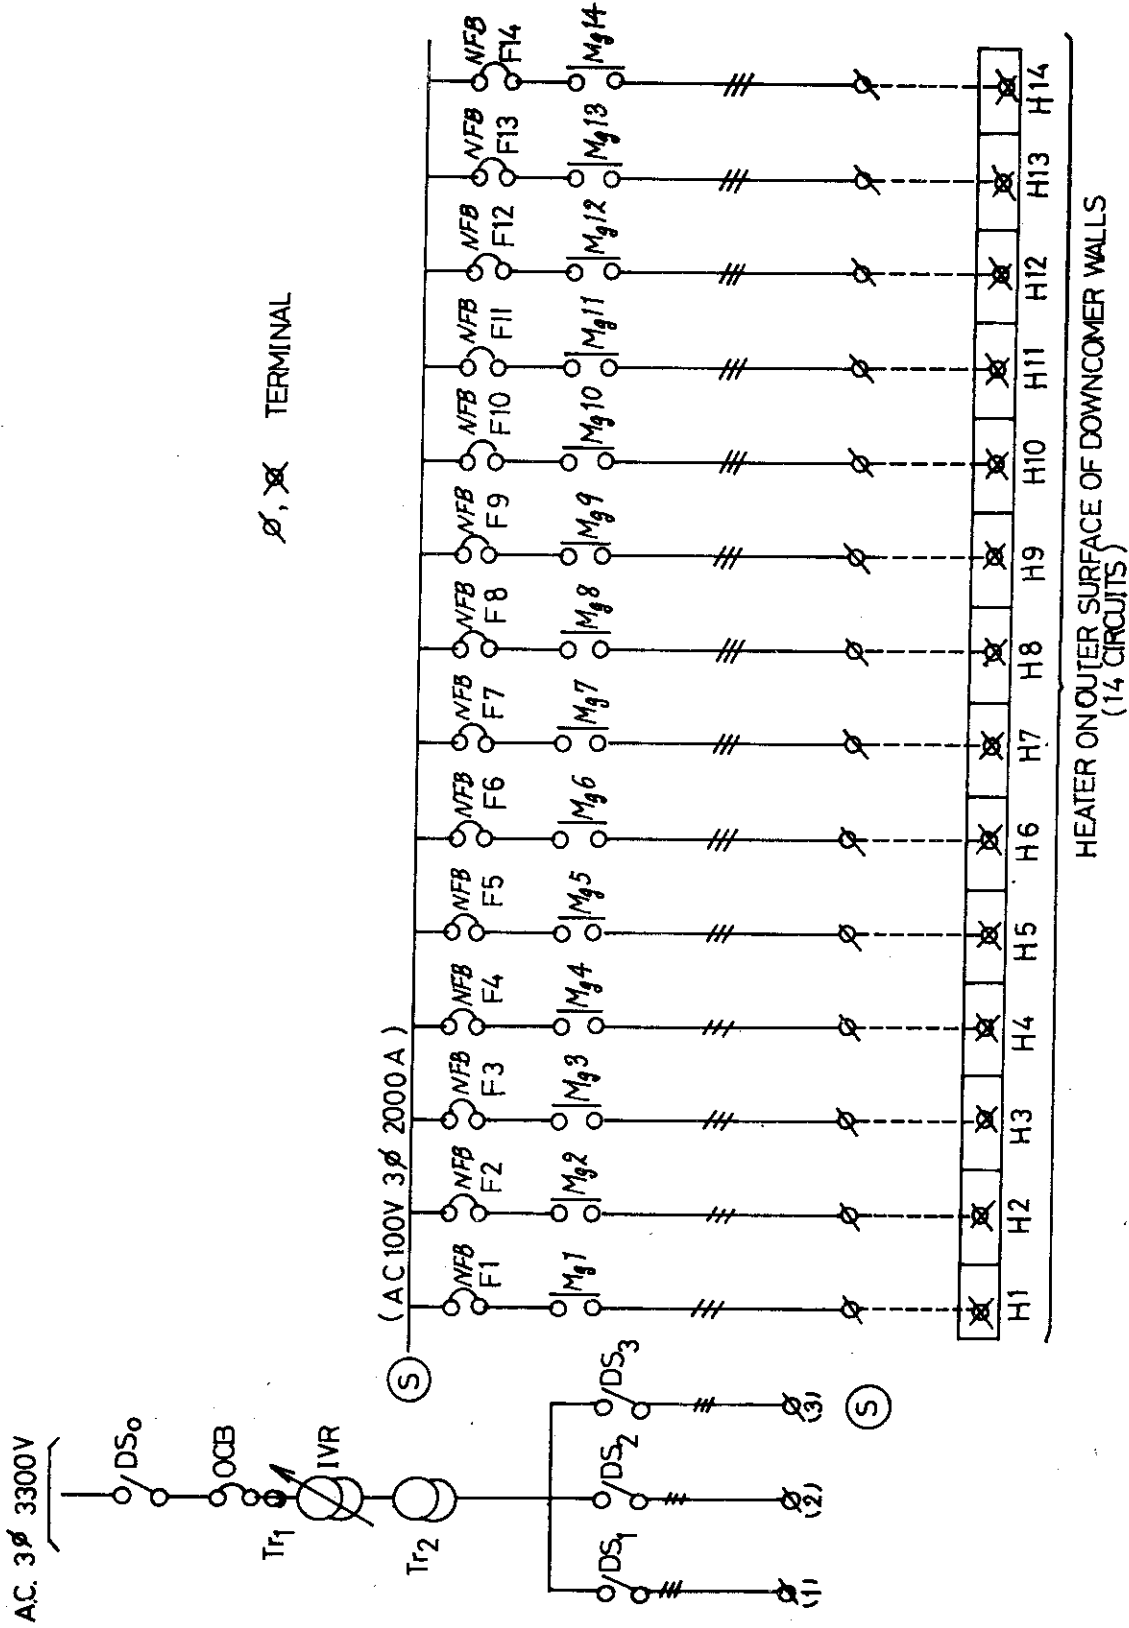 A.C. 3Ø 3300V
DS0
OCB
Tr1
IVR
Tr2
DS1
DS2
DS3
(1)
(2)
(3)
S
S
(AC100V 3Ø 2000A)
Ø, Ø TERMINAL
NFB NFB NFB NFB NFB NFB NFB NFB NFB NFB NFB NFB NFB NFB
F1 F2 F3 F4 F5 F6 F7 F8 F9 F10 F11 F12 F13 F14
Mg1 Mg2 Mg3 Mg4 Mg5 Mg6 Mg7 Mg8 Mg9 Mg10 Mg11 Mg12 Mg13 Mg14
H1 H2 H3 H4 H5 H6 H7 H8 H9 H10 H11 H12 H13 H14
HEATER ON OUTER SURFACE OF DOWNCOMER WALLS
(14 CIRCUITS)